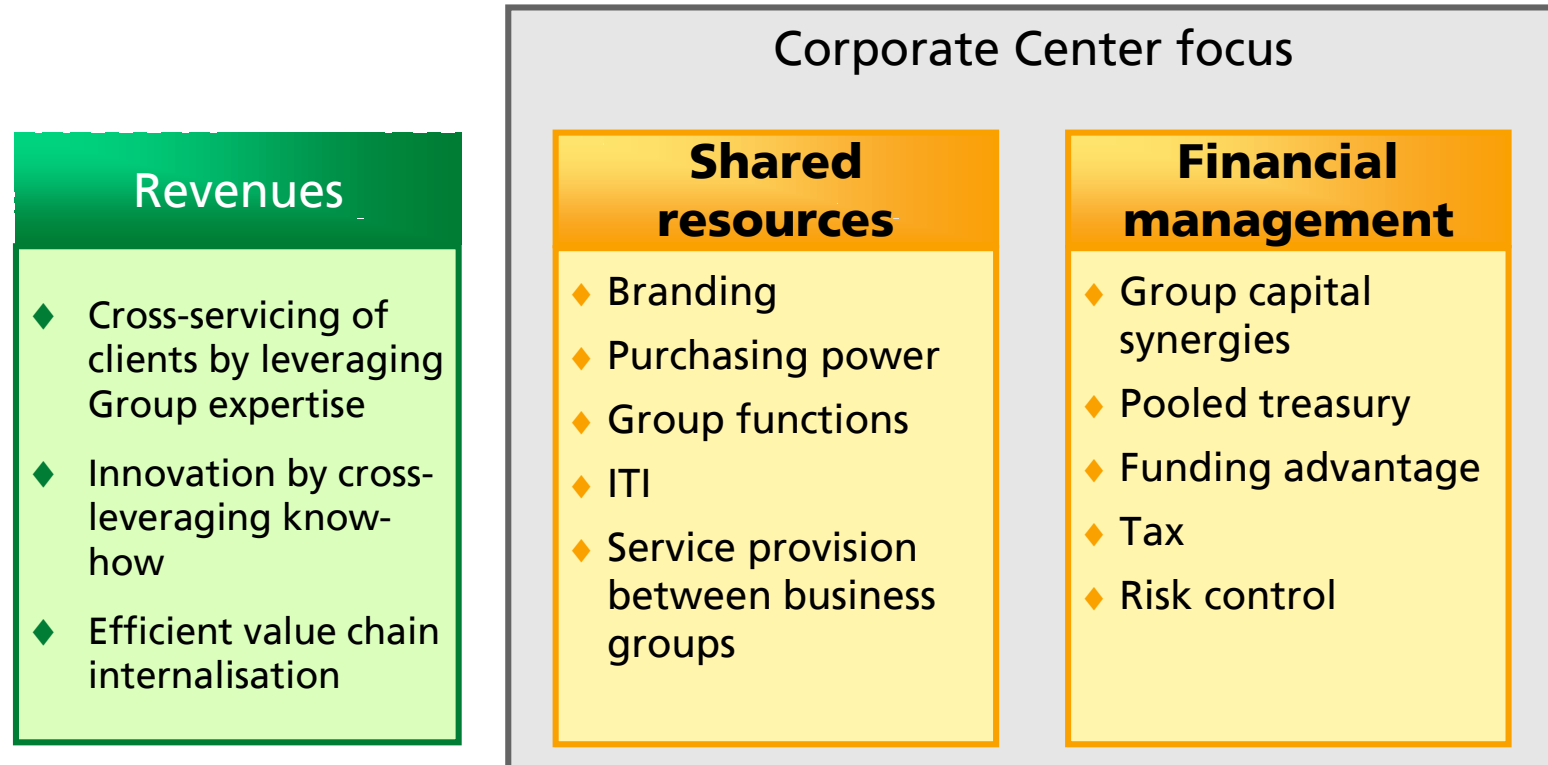 Corporate Center focus
Revenues
♦ Cross-servicing of
clients by leveraging
Group expertise
♦ Innovation by cross-
leveraging know-
how
♦ Efficient value chain
internalisation
Shared
resources
♦ Branding
♦ Purchasing power
♦ Group functions
♦ ITI
♦ Service provision
between business
groups
Financial
management
♦ Group capital
synergies
♦ Pooled treasury
♦ Funding advantage
♦ Tax
♦ Risk control